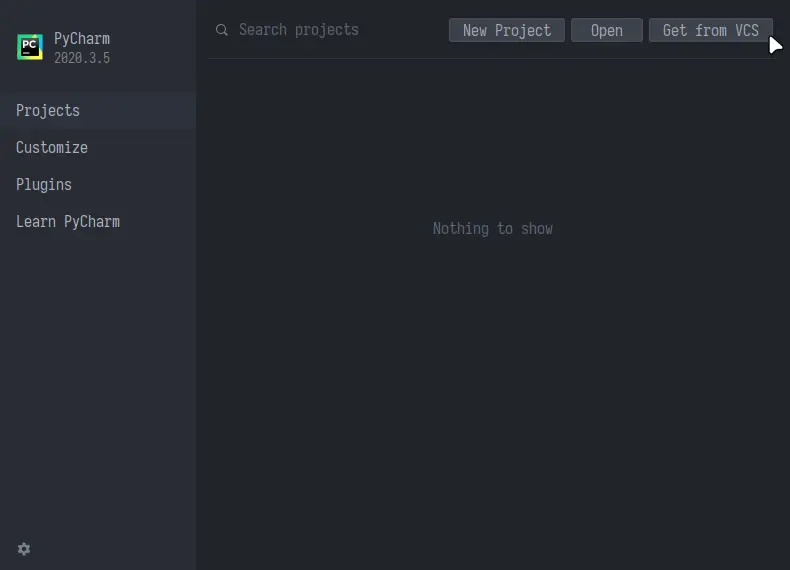 PC
PyCharm
2020.3.5
Projects
Customize
Plugins
Learn PyCharm
Search projects
New Project
Open
Get from VCS
Nothing to show